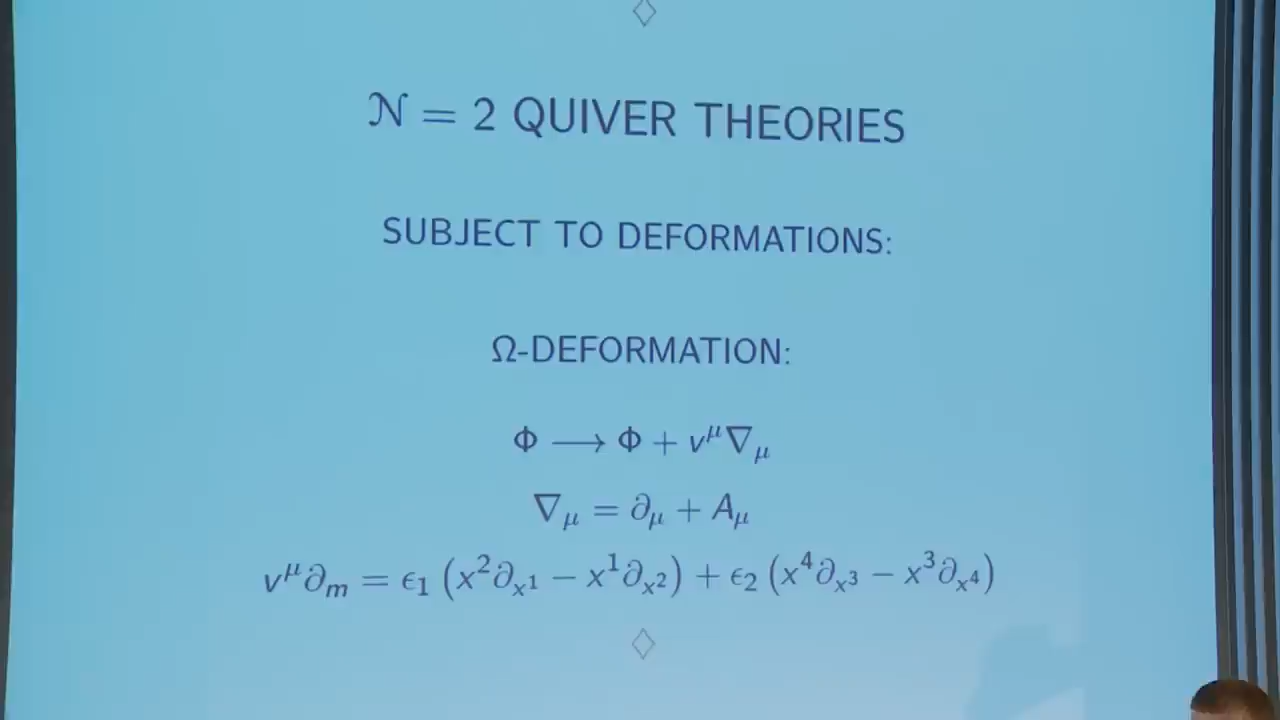 ♢
𝒩 = 2 QUIVER THEORIES
SUBJECT TO DEFORMATIONS:
Ω-DEFORMATION:
Φ ⟶ Φ + v^μ∇_μ
∇_μ = ∂_μ + A_μ
v^μ∂_m = ϵ_1 (x^2∂_{x^1} − x^1∂_{x^2}) + ϵ_2 (x^4∂_{x^3} − x^3∂_{x^4})
♢